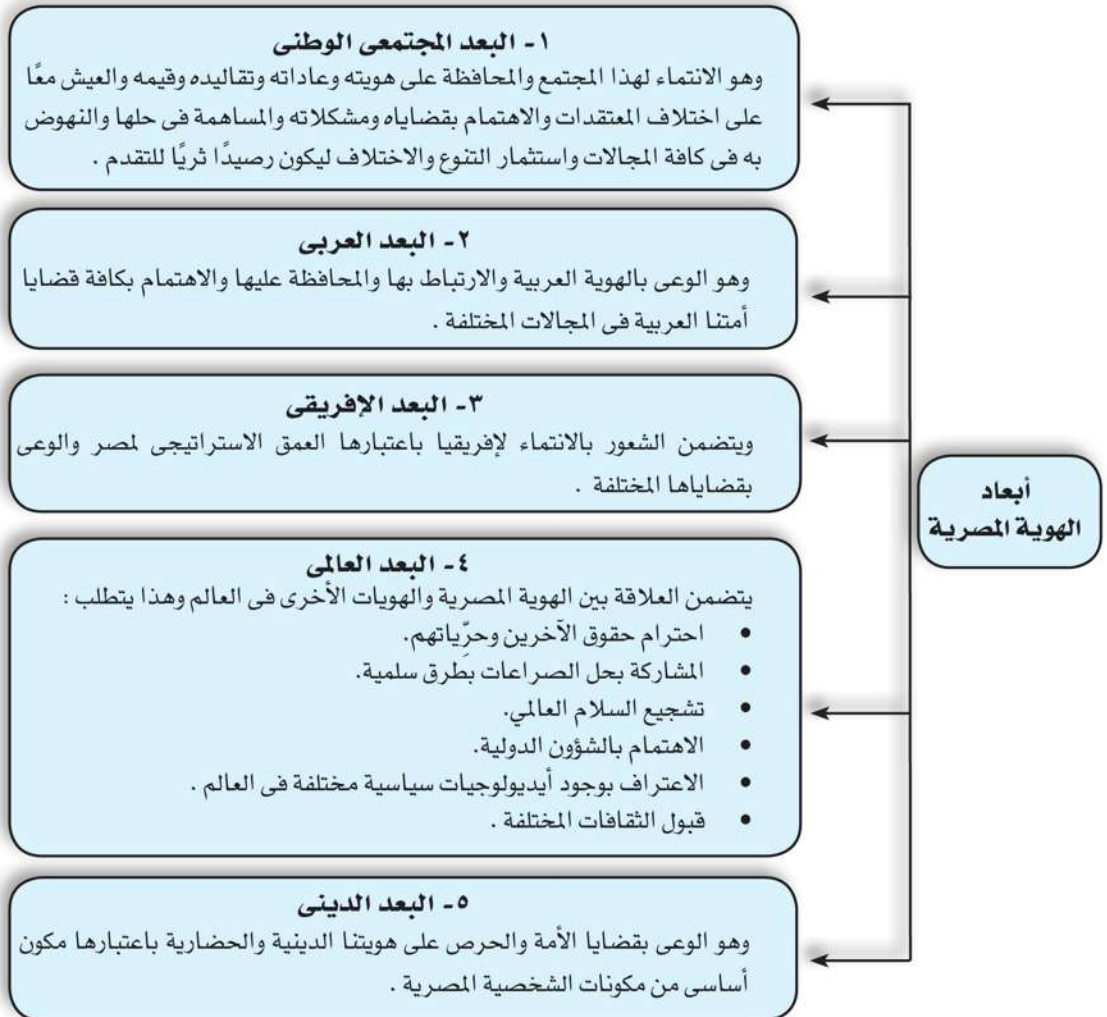 أبعاد
الهوية المصرية
١- البعد المجتمعى الوطنى
وهو الانتماء لهذا المجتمع والمحافظة على هويته وعاداته وتقاليده وقيمه والعيش معًا
على اختلاف المعتقدات والاهتمام بقضاياه ومشكلاته والمساهمة فى حلها والنهوض
به فى كافة المجالات واستثمار التنوع والاختلاف ليكون رصيدًا ثريًا للتقدم .
٢- البعد العربى
وهو الوعى بالهوية العربية والارتباط بها والمحافظة عليها والاهتمام بكافة قضايا
أمتنا العربية فى المجالات المختلفة .
٣- البعد الإفريقى
ويتضمن الشعور بالانتماء لإفريقيا باعتبارها العمق الاستراتيجى لمصر والوعى
بقضاياها المختلفة .
٤- البعد العالمى
يتضمن العلاقة بين الهوية المصرية والهويات الأخرى فى العالم وهذا يتطلب :
• احترام حقوق الآخرين وحرّياتهم.
• المشاركة بحل الصراعات بَطرق سلمية.
• تشجيع السلام العالمي.
• الاهتمام بالشؤون الدولية.
• الاعتراف بوجود أيديولوجيات سياسية مختلفة فى العالم .
• قبول الثقافات المختلفة .
٥- البعد الدينى
وهو الوعى بقضايا الأمة والحرص على هويتنا الدينية والحضارية باعتبارها مكون
أساسى من مكونات الشخصية المصرية .